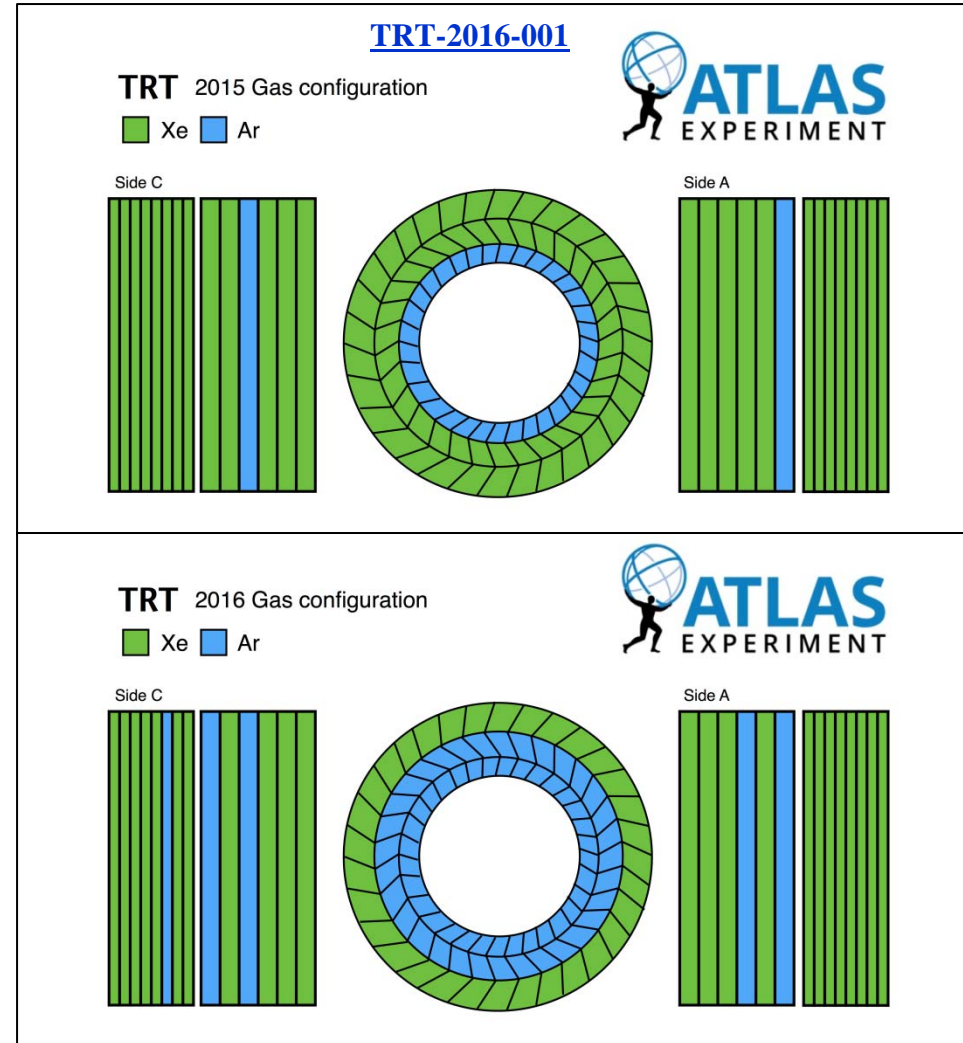 TRT-2016-001
TRT 2015 Gas configuration
Xe Ar
ATLAS
EXPERIMENT
Side C
Side A
TRT 2016 Gas configuration
Xe Ar
ATLAS
EXPERIMENT
Side C
Side A